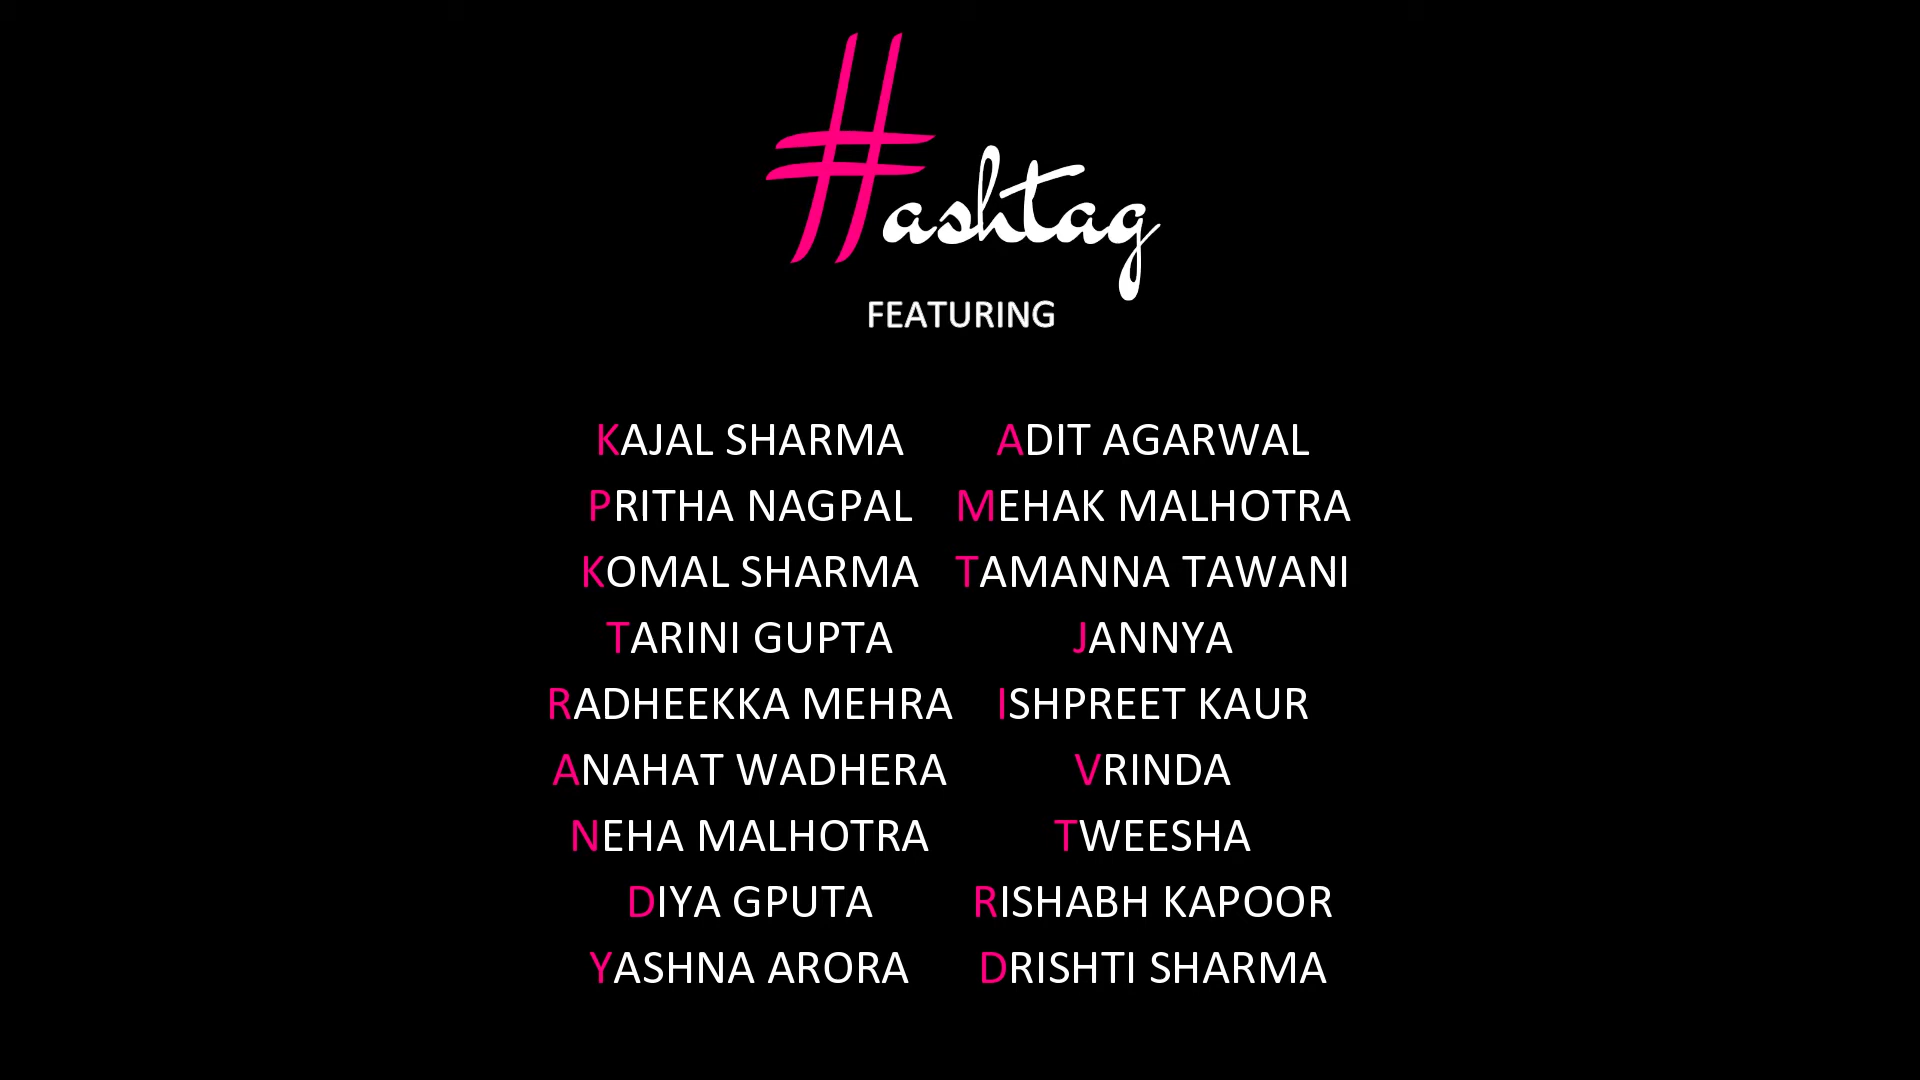 #ashtag
FEATURING
KAJAL SHARMA
PRITHA NAGPAL
KOMAL SHARMA
TARINI GUPTA
RADHEEKKA MEHRA
ANAHAT WADHERA
NEHA MALHOTRA
DIYA GPUTA
YASHNA ARORA
ADIT AGARWAL
MEHAK MALHOTRA
TAMANNA TAWANI
JANNYA
ISHPREET KAUR
VRINDA
TWEESHA
RISHABH KAPOOR
DRISHTI SHARMA